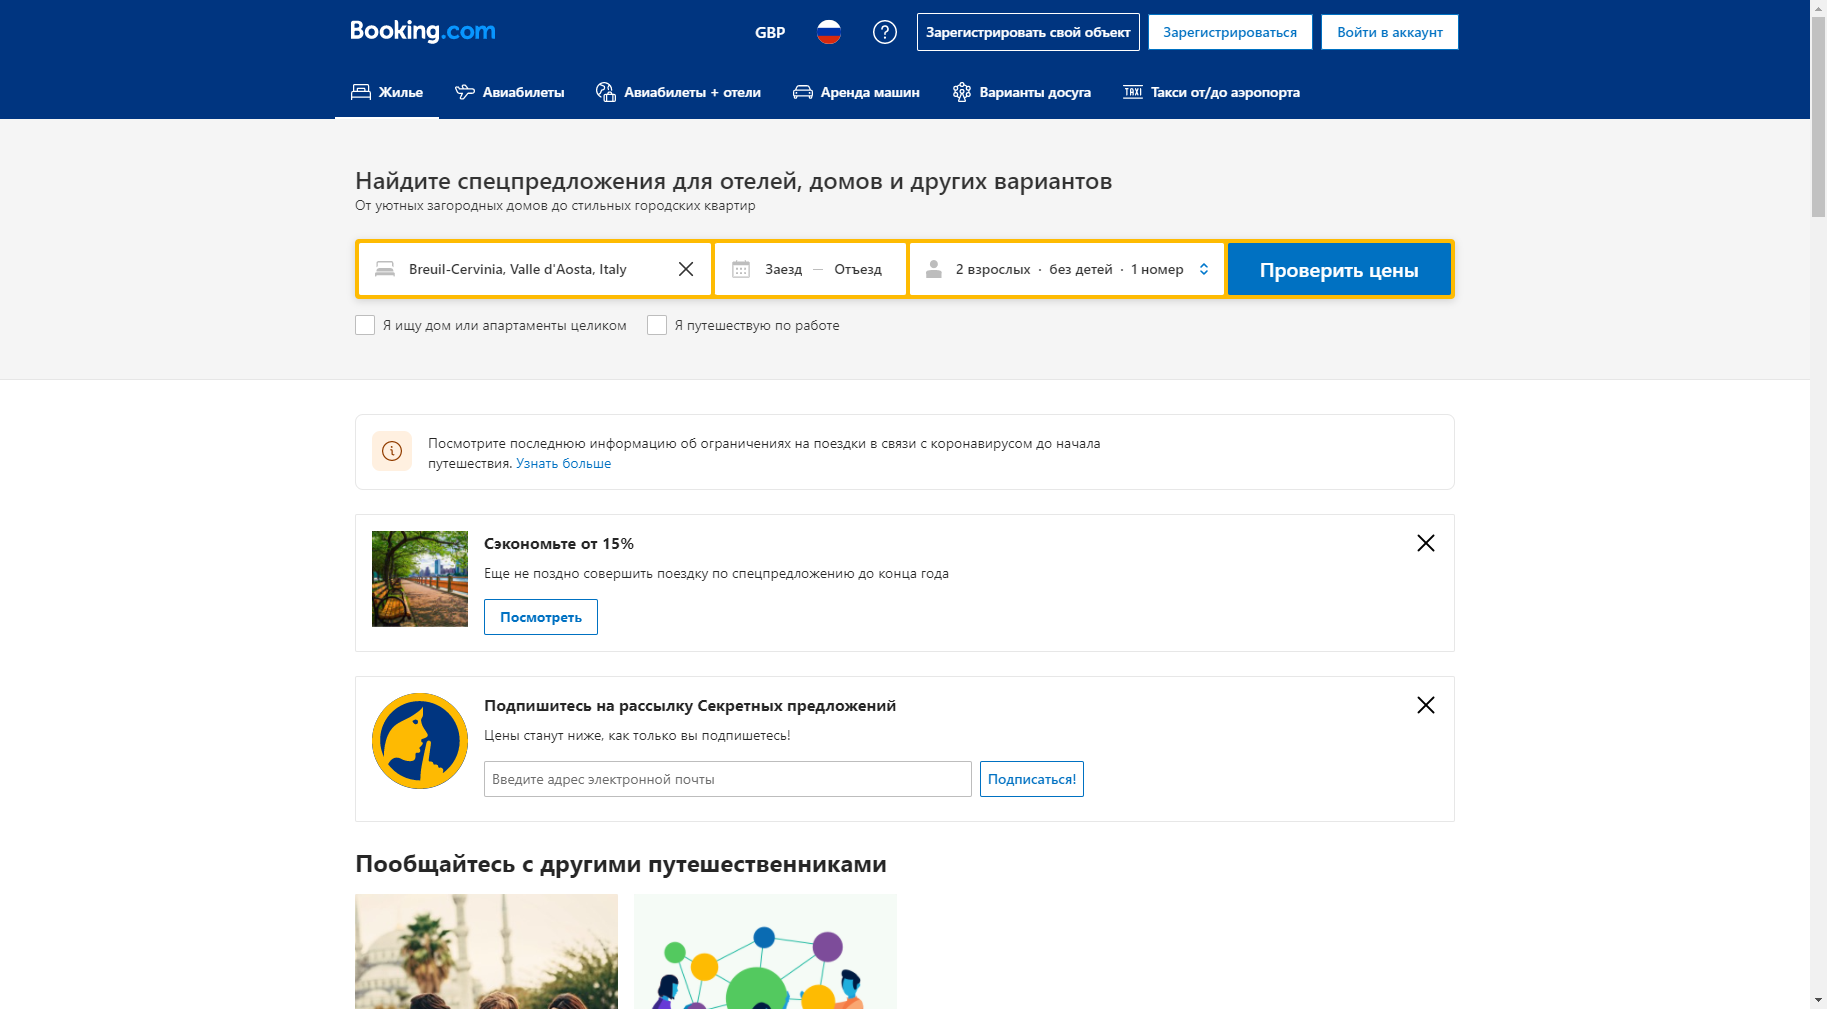 Booking.com
GBP
Зарегистрировать свой объект
Зарегистрироваться
Войти в аккаунт
Жилье
Авиабилеты
Авиабилеты + отели
Аренда машин
Варианты досуга
TAXI
Такси от/до аэропорта
Найдите спецпредложения для отелей, домов и других вариантов
От уютных загородных домов до стильных городских квартир
Breuil-Cervinia, Valle d'Aosta, Italy
Заезд — Отъезд
2 взрослых · без детей · 1 номер
Проверить цены
Я ищу дом или апартаменты целиком
Я путешествую по работе
Посмотрите последнюю информацию об ограничениях на поездки в связи с коронавирусом до начала
путешествия. Узнать больше
Сэкономьте от 15%
Еще не поздно совершить поездку по спецпредложению до конца года
Посмотреть
Подпишитесь на рассылку Секретных предложений
Цены станут ниже, как только вы подпишетесь!
Введите адрес электронной почты
Подписаться!
Пообщайтесь с другими путешественниками